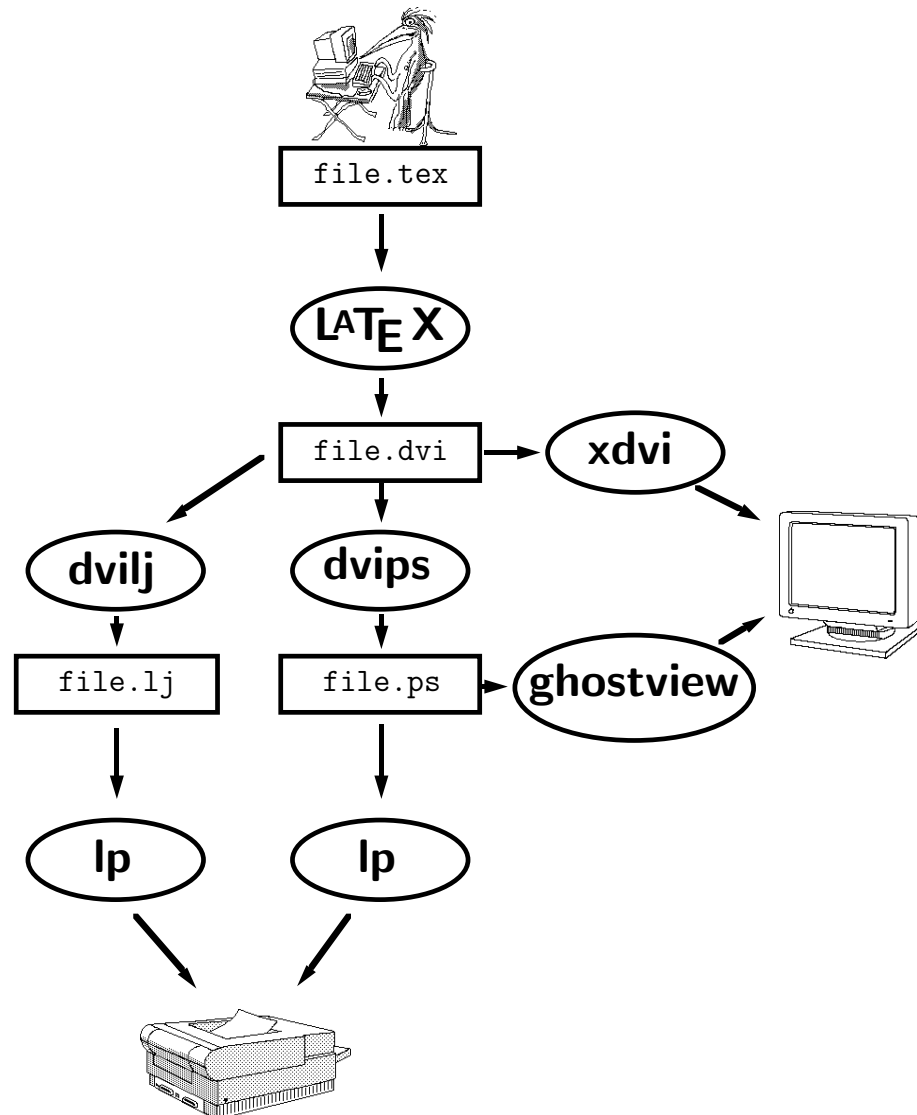 file.tex
LATEX
file.dvi
xdvi
dvilj
dvips
file.lj
file.ps
ghostview
lp
lp